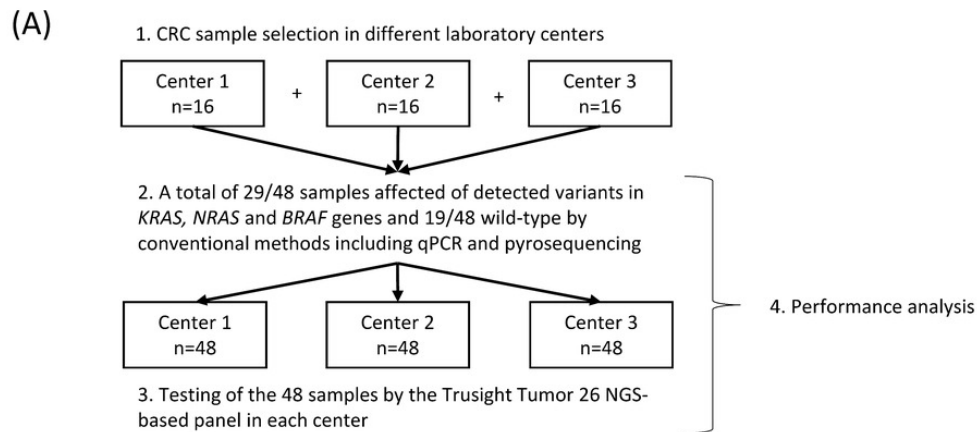 (A)
1. CRC sample selection in different laboratory centers
Center 1
n=16
+
Center 2
n=16
+
Center 3
n=16
2. A total of 29/48 samples affected of detected variants in
KRAS, NRAS and BRAF genes and 19/48 wild-type by
conventional methods including qPCR and pyrosequencing
Center 1
n=48
Center 2
n=48
Center 3
n=48
3. Testing of the 48 samples by the Trusight Tumor 26 NGS-
based panel in each center
4. Performance analysis